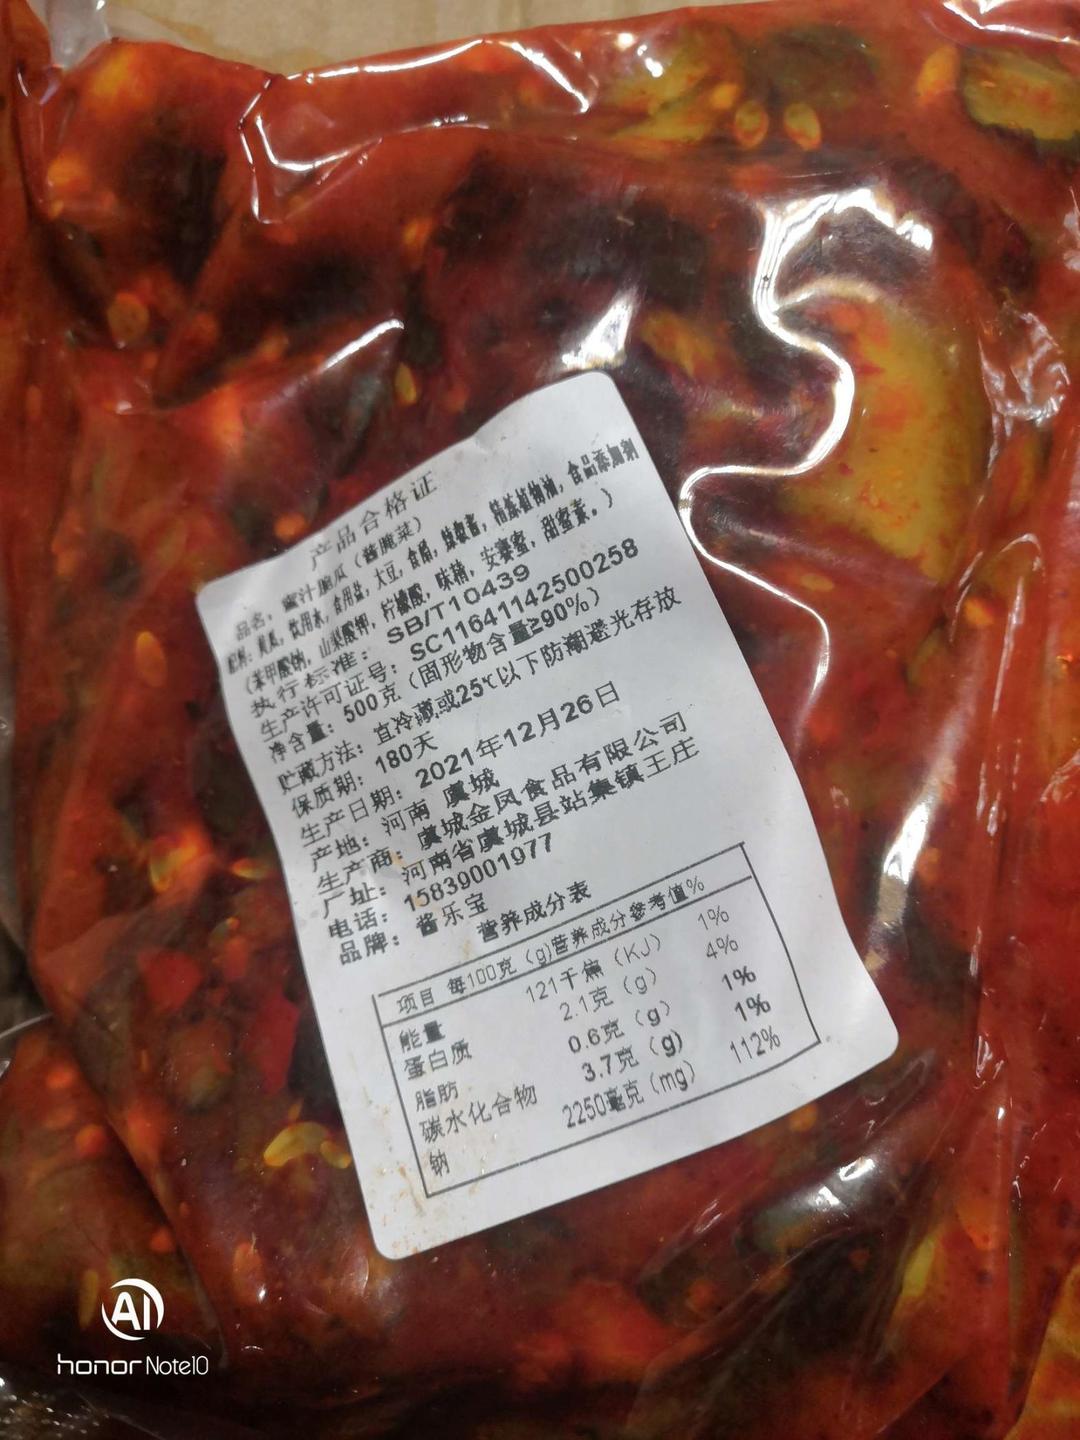 产品合格证
品名：蜜汁脆瓜（酱腌菜）
配料：黄瓜，饮用水，食用盐，大豆，食醋，辣椒酱，精炼植物油，食品添加剂
（苯甲酸钠，山梨酸钾，柠檬酸，味精，安赛蜜，甜蜜素。）
执行标准：SB/T10439
生产许可证号：SC11641142500258
净含量：500克（固形物含量≥90%）
贮藏方法：宜冷藏或25℃以下防潮避光存放
保质期：180天
生产日期：2021年12月26日
产地：河南 虞城
生产商：虞城金凤食品有限公司
厂址：河南省虞城县站集镇王庄
电话：15839001977
品牌：酱乐宝
营养成分表
项目 每100克（g)营养成分参考值%
能量 121千焦（KJ） 1%
蛋白质 2.1克（g） 4%
脂肪 0.6克（g） 1%
碳水化合物 3.7克（g) 1%
钠 2250毫克（mg） 112%
AI
honor Note10